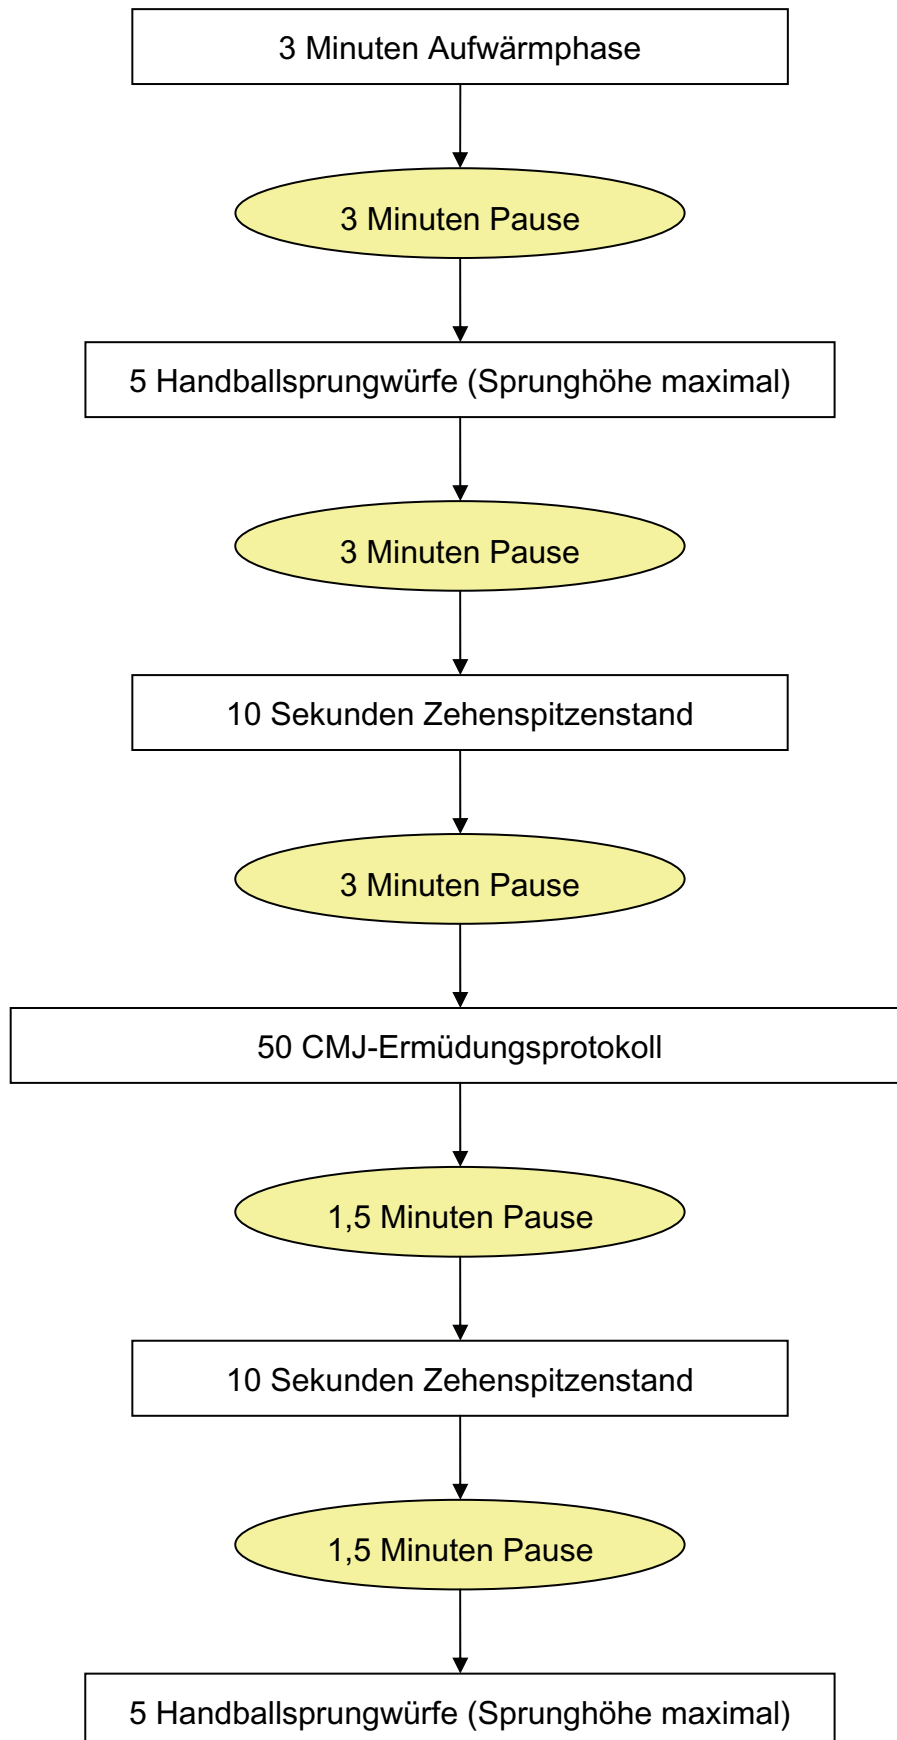 3 Minuten Aufwärmphase
3 Minuten Pause
5 Handballsprungwürfe (Sprunghöhe maximal)
3 Minuten Pause
10 Sekunden Zehenspitzenstand
3 Minuten Pause
50 CMJ-Ermüdungsprotokoll
1,5 Minuten Pause
10 Sekunden Zehenspitzenstand
1,5 Minuten Pause
5 Handballsprungwürfe (Sprunghöhe maximal)